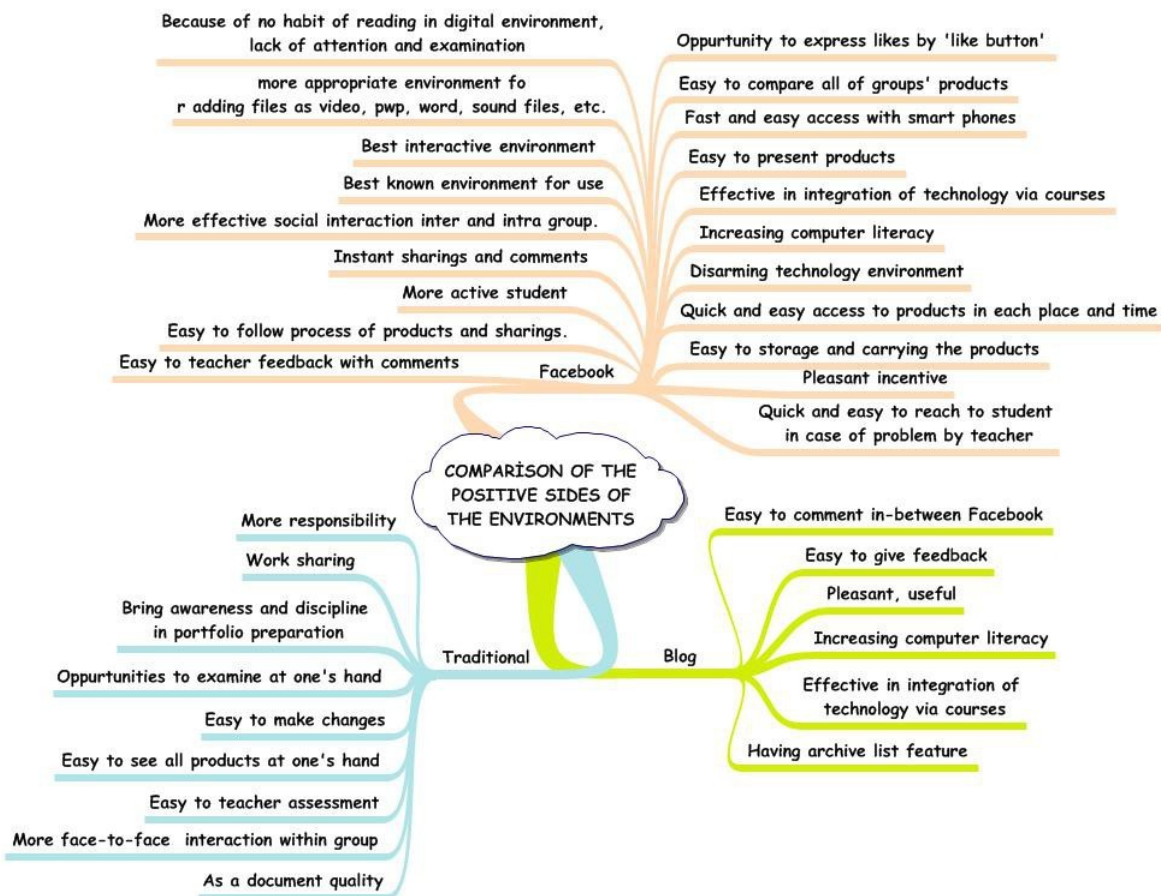 Because of no habit of reading in digital environment,
lack of attention and examination
more appropriate environment fo
r adding files as video, pwp, word, sound files, etc.
Best interactive environment
Best known environment for use
More effective social interaction inter and intra group.
Instant sharings and comments
More active student
Easy to follow process of products and sharings.
Easy to teacher feedback with comments
Facebook
Oppurtunity to express likes by 'like button'
Easy to compare all of groups' products
Fast and easy access with smart phones
Easy to present products
Effective in integration of technology via courses
Increasing computer literacy
Disarming technology environment
Quick and easy access to products in each place and time
Easy to storage and carrying the products
Pleasant incentive
Quick and easy to reach to student
in case of problem by teacher
COMPARİSON OF THE
POSITIVE SIDES OF
THE ENVIRONMENTS
More responsibility
Work sharing
Bring awareness and discipline
in portfolio preparation
Oppurtunities to examine at one's hand
Easy to make changes
Easy to see all products at one's hand
Easy to teacher assessment
More face-to-face interaction within group
As a document quality
Traditional
Blog
Easy to comment in-between Facebook
Easy to give feedback
Pleasant, useful
Increasing computer literacy
Effective in integration of
technology via courses
Having archive list feature